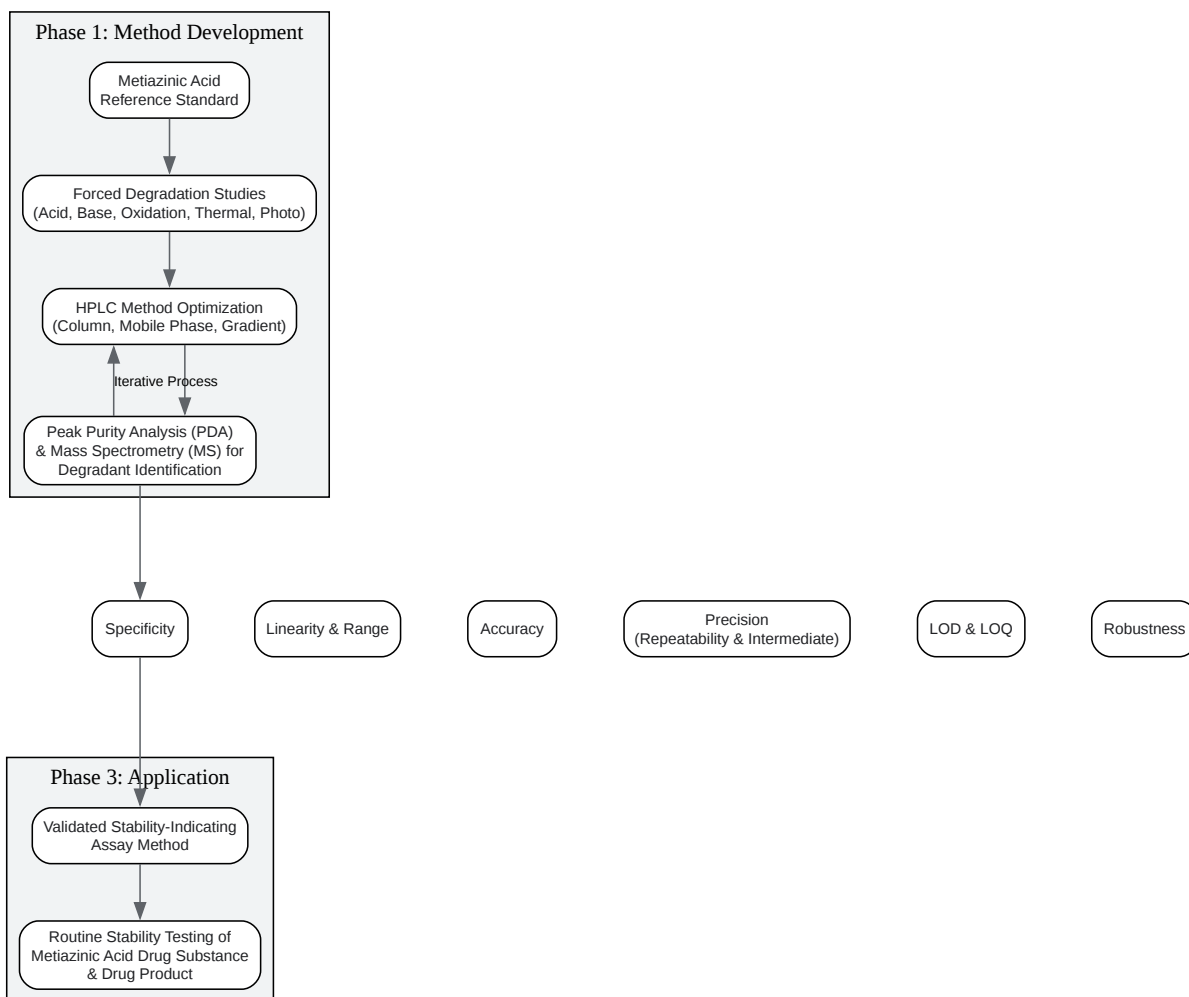 Phase 1: Method Development
Metiazinic Acid
Reference Standard
Forced Degradation Studies
(Acid, Base, Oxidation, Thermal, Photo)
HPLC Method Optimization
(Column, Mobile Phase, Gradient)
Iterative Process
Peak Purity Analysis (PDA)
& Mass Spectrometry (MS) for
Degradant Identification
Specificity
Linearity & Range
Accuracy
Precision
(Repeatability & Intermediate)
LOD & LOQ
Robustness
Phase 3: Application
Validated Stability-Indicating
Assay Method
Routine Stability Testing of
Metiazinic Acid Drug Substance
& Drug Product